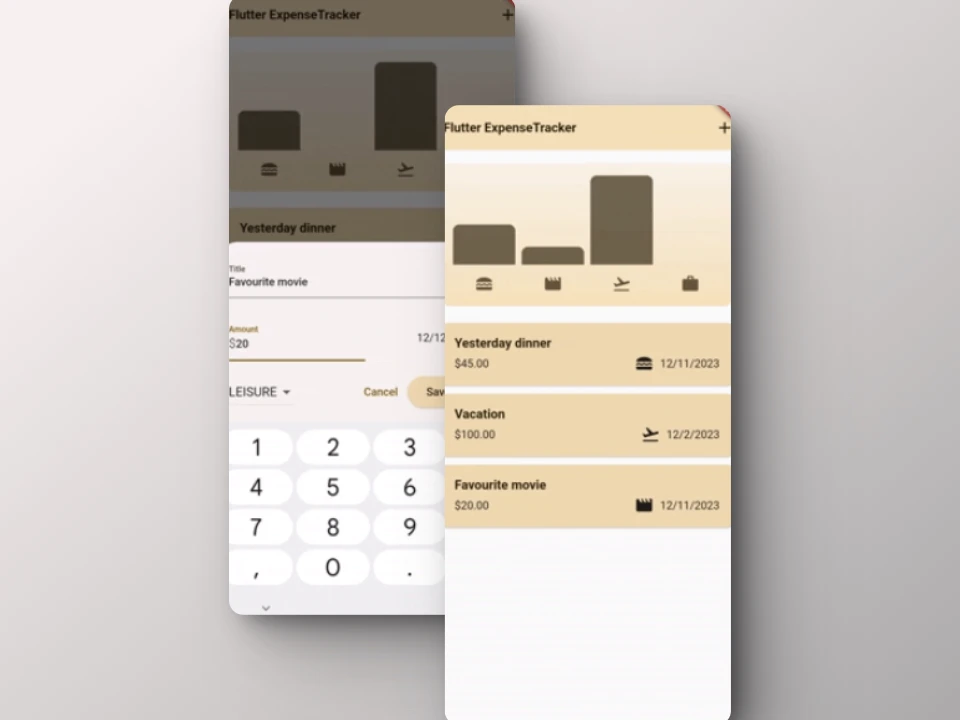 Flutter ExpenseTracker
+
Yesterday dinner
Title
Favourite movie
Amount
$20
12/12
LEISURE
Cancel
Sav
1 2 3
4 5 6
7 8 9
, 0 .
Flutter ExpenseTracker
+
Yesterday dinner
$45.00 12/11/2023
Vacation
$100.00 12/2/2023
Favourite movie
$20.00 12/11/2023